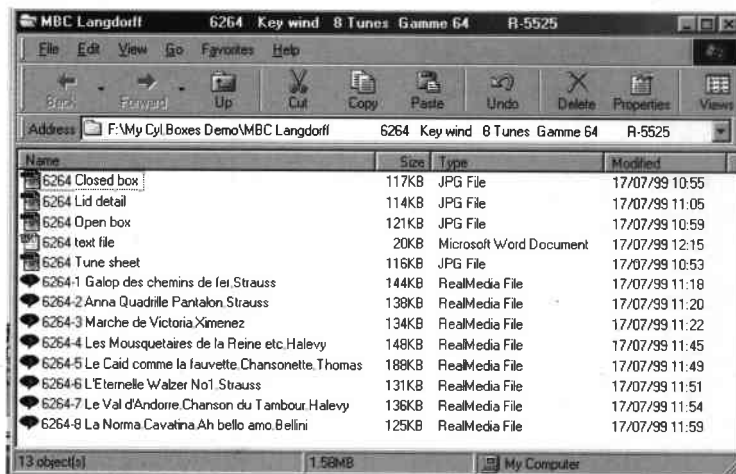 MBC Langdorff 6264 Key wind 8 Tunes Gamme 64 R-5525
File Edit View Go Favorites Help
Back Forward Up Cut Copy Paste Undo Delete Properties Views
Address F:\My Cyl.Boxes Demo\MBC Langdorff 6264 Key wind 8 Tunes Gamme 64 R-5525
Name Size Type Modified
6264 Closed box 117KB JPG File 17/07/99 10:55
6264 Lid detail 114KB JPG File 17/07/99 11:05
6264 Open box 121KB JPG File 17/07/99 10:59
6264 text file 20KB Microsoft Word Document 17/07/99 12:15
6264 Tune sheet 116KB JPG File 17/07/99 10:53
6264-1 Galop des chemins de fer,Strauss 144KB RealMedia File 17/07/99 11:18
6264-2 Anna Quadrille Pantalon,Strauss 138KB RealMedia File 17/07/99 11:20
6264-3 Marche de Victoria,Ximenez 134KB RealMedia File 17/07/99 11:22
6264-4 Les Mousquetaires de la Reine etc,Halevy 148KB RealMedia File 17/07/99 11:45
6264-5 Le Caid comme la fauvette,Chansonette,Thomas 188KB RealMedia File 17/07/99 11:49
6264-6 L'Eternelle Walzer No1,Strauss 131KB RealMedia File 17/07/99 11:51
6264-7 Le Val d'Andorre,Chanson du Tambour,Halevy 136KB RealMedia File 17/07/99 11:54
6264-8 La Norma,Cavatina,Ah bello amo,Bellini 125KB RealMedia File 17/07/99 11:59
13 object(s) 1.58MB My Computer